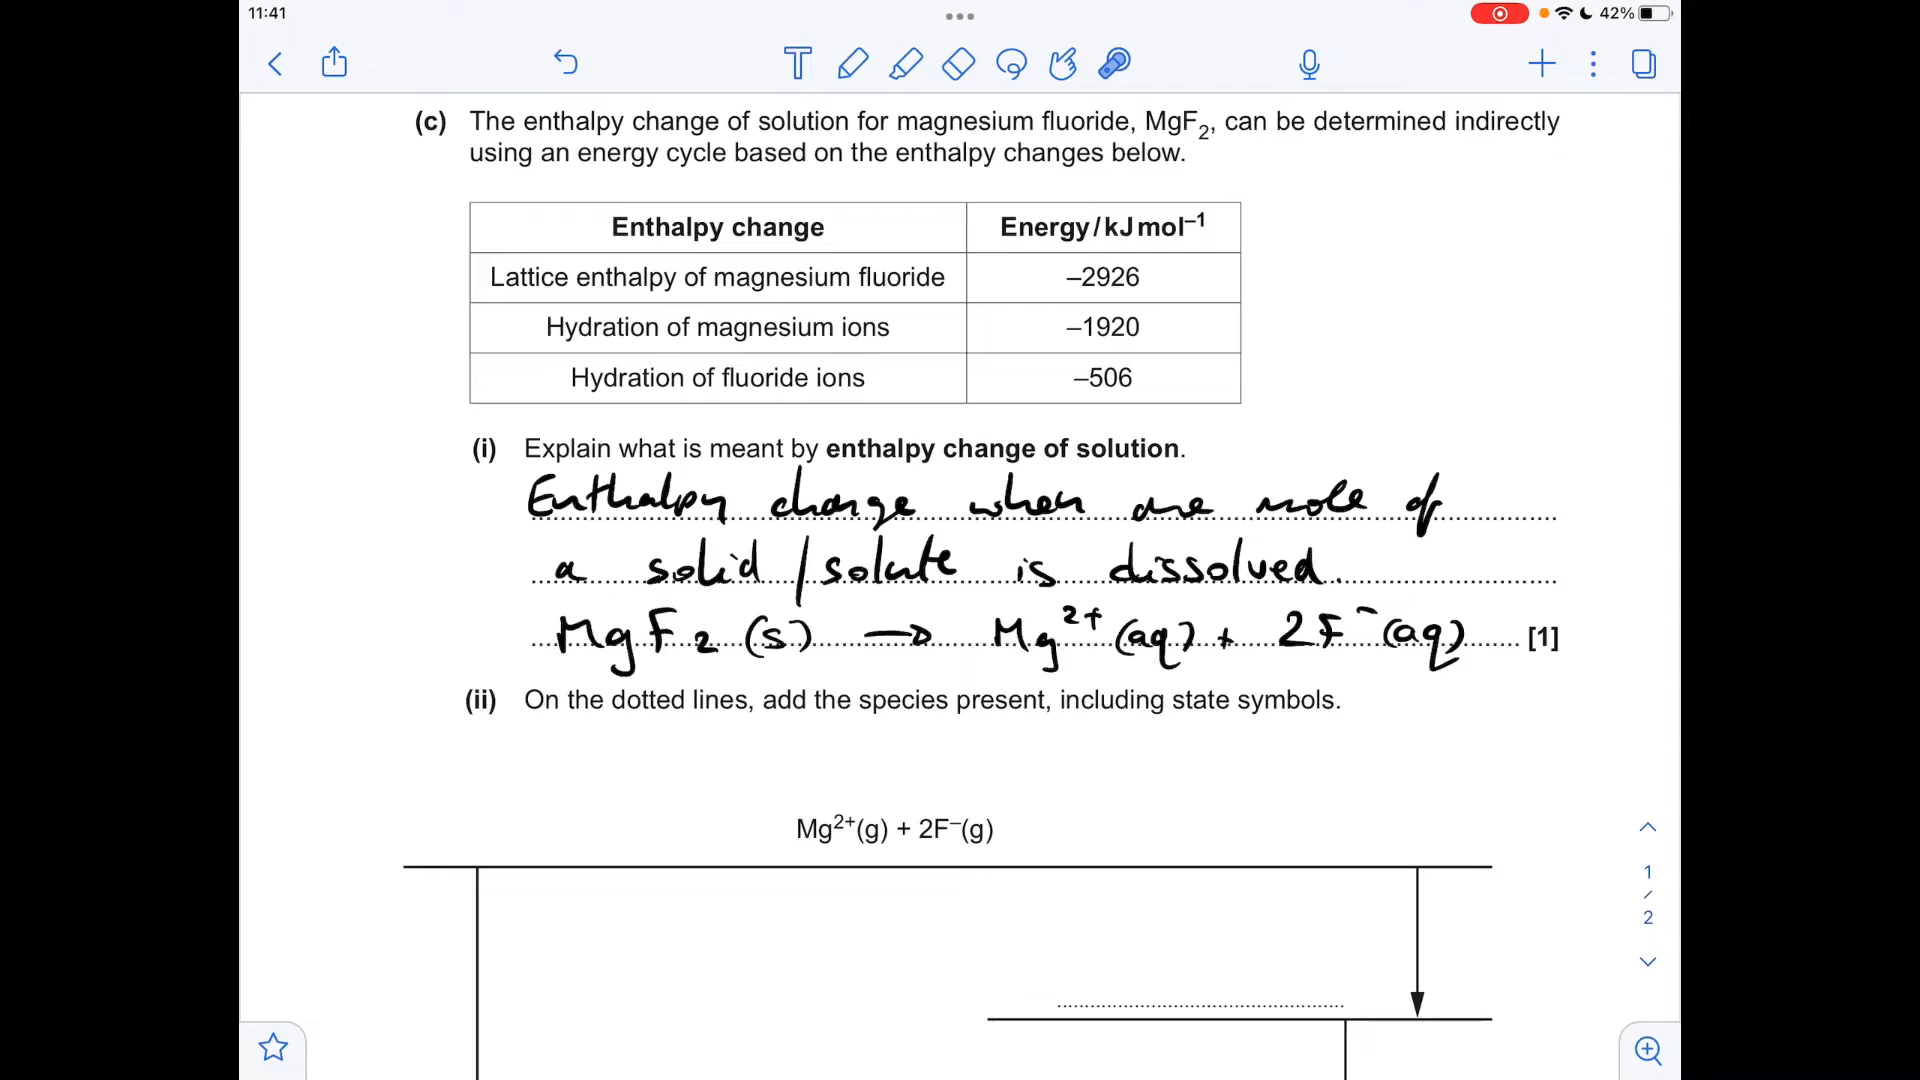 11:41
42%
(c) The enthalpy change of solution for magnesium fluoride, MgF₂, can be determined indirectly
using an energy cycle based on the enthalpy changes below.
Enthalpy change Energy/kJ mol⁻¹
Lattice enthalpy of magnesium fluoride –2926
Hydration of magnesium ions –1920
Hydration of fluoride ions –506
(i) Explain what is meant by enthalpy change of solution.
Enthalpy change when one mole of
a solid / solute is dissolved.
MgF₂ (s) → Mg²⁺ (aq) + 2F⁻ (aq) [1]
(ii) On the dotted lines, add the species present, including state symbols.
Mg²⁺(g) + 2F⁻(g)
1
/
2